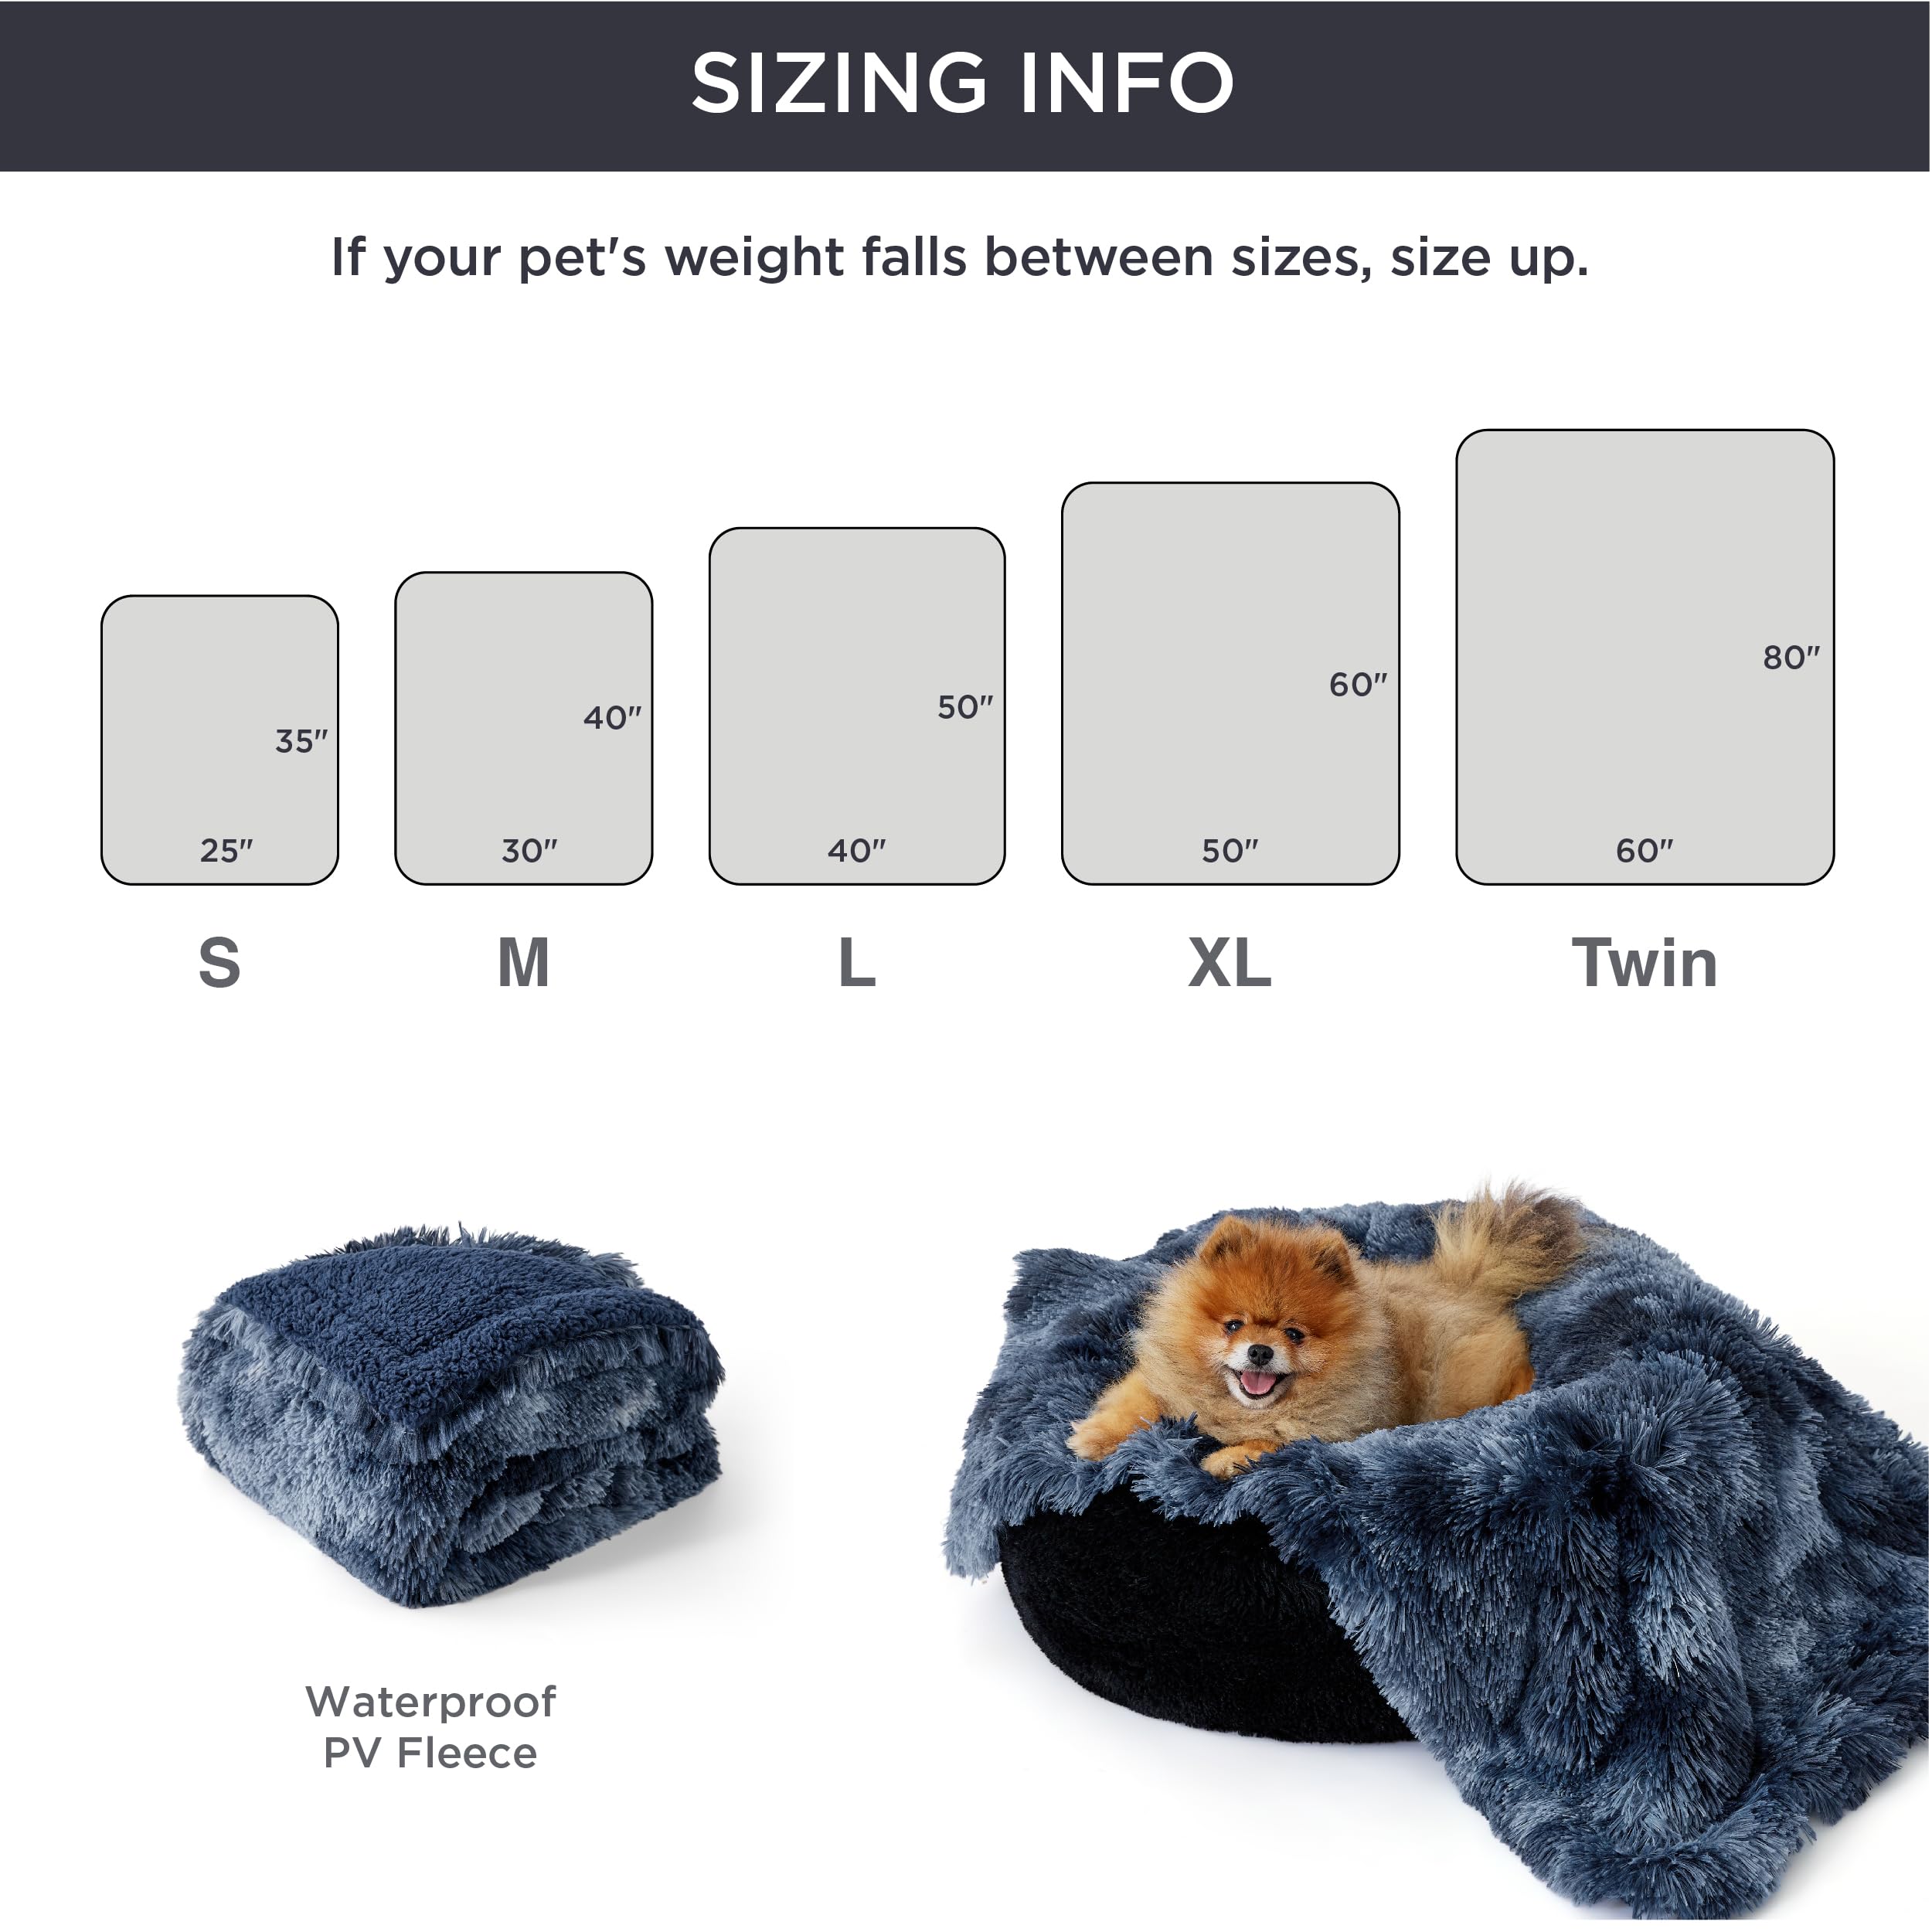 SIZING INFO
If your pet's weight falls between sizes, size up.
35"
25"
S
40"
30"
M
50"
40"
L
60"
50"
XL
80"
60"
Twin
Waterproof
PV Fleece